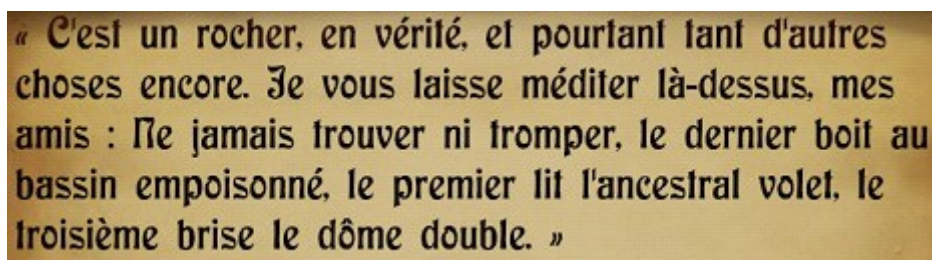 « C'est un rocher, en vérité, et pourtant tant d'autres
choses encore. Je vous laisse méditer là-dessus, mes
amis : Ne jamais trouver ni tromper, le dernier boit au
bassin empoisonné, le premier lit l'ancestral volet, le
troisième brise le dôme double. »